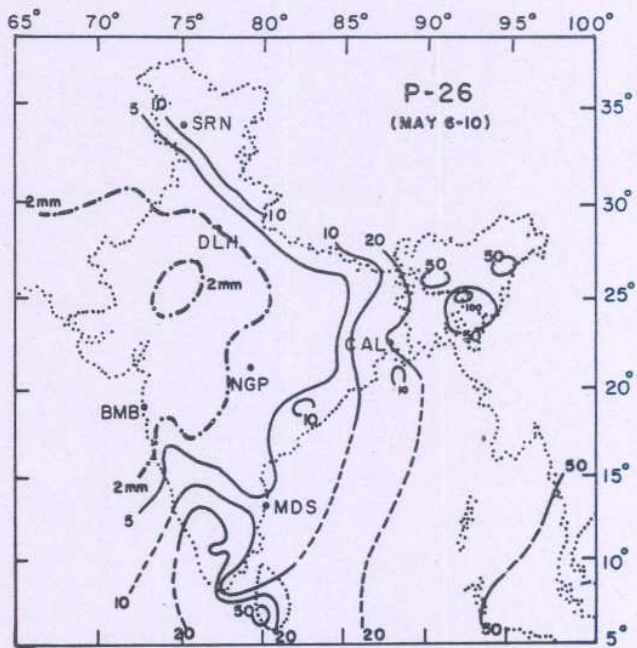 65° 70° 75° 80° 85° 90° 95° 100°
P-26
(MAY 6-10)
35°
5 10 SRN
30°
2mm 10
DLH 10 20 50 50
2mm 25°
100
CAL 50
NGP 20°
BMB 10 10
2mm 15°
5 MDS 50
10 10°
50
20 20 20 50 5°